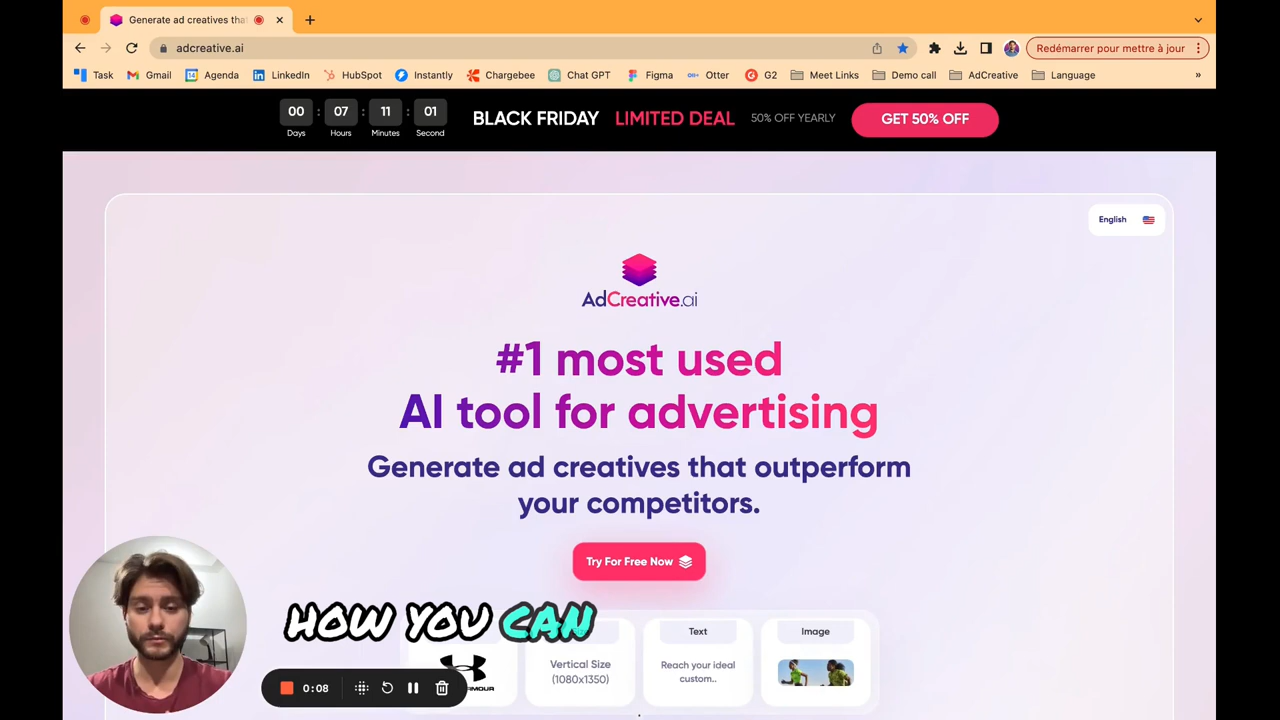 Generate ad creatives tha
adcreative.ai
Redémarrer pour mettre à jour
Task
Gmail
14
Agenda
LinkedIn
HubSpot
Instantly
Chargebee
Chat GPT
Figma
Otter
G2
Meet Links
Demo call
AdCreative
Language
»
00 : 07 : 11 : 01
Days Hours Minutes Second
BLACK FRIDAY LIMITED DEAL 50% OFF YEARLY
GET 50% OFF
English
AdCreative.ai
#1 most used
AI tool for advertising
Generate ad creatives that outperform
your competitors.
Try For Free Now
HOW YOU CAN
Text
Image
Vertical Size
(1080x1350)
Reach your ideal
custom..
0:08